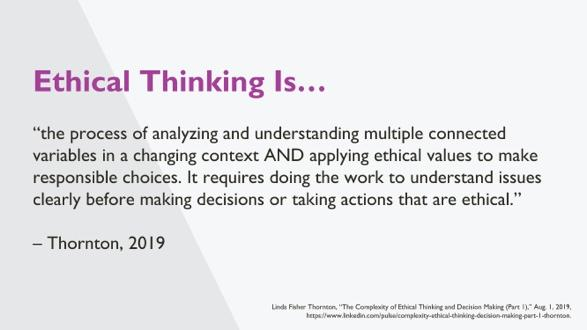 Ethical Thinking Is…
“the process of analyzing and understanding multiple connected
variables in a changing context AND applying ethical values to make
responsible choices. It requires doing the work to understand issues
clearly before making decisions or taking actions that are ethical.”
– Thornton, 2019
Linda Fisher Thornton, “The Complexity of Ethical Thinking and Decision Making (Part 1),” Aug. 1, 2019,
https://www.linkedin.com/pulse/complexity-ethical-thinking-decision-making-part-1-thornton.